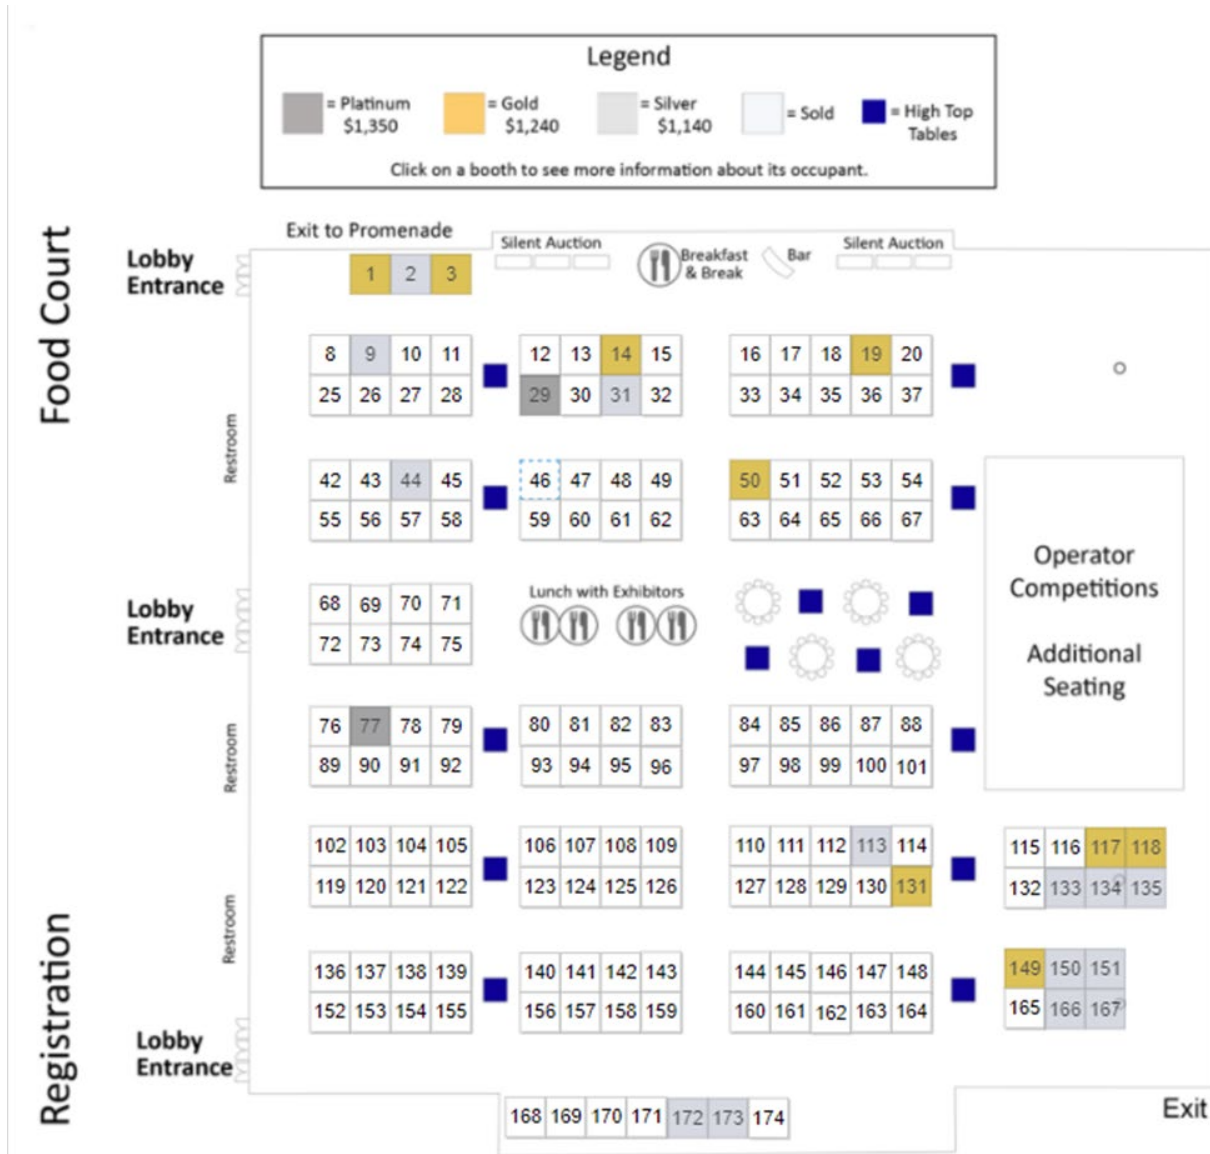 Legend
= Platinum
$1,350
= Gold
$1,240
= Silver
$1,140
= Sold
= High Top
Tables
Click on a booth to see more information about its occupant.
Food Court
Registration
Exit to Promenade
Lobby
Entrance
Silent Auction
Breakfast
& Break
Bar
Silent Auction
1 2 3
8 9 10 11 12 13 14 15 16 17 18 19 20
25 26 27 28 29 30 31 32 33 34 35 36 37
Restroom
42 43 44 45 46 47 48 49 50 51 52 53 54
55 56 57 58 59 60 61 62 63 64 65 66 67
Operator
Competitions
Additional
Seating
Lobby
Entrance
Lunch with Exhibitors
68 69 70 71
72 73 74 75
Restroom
76 77 78 79 80 81 82 83 84 85 86 87 88
89 90 91 92 93 94 95 96 97 98 99 100 101
102 103 104 105 106 107 108 109 110 111 112 113 114 115 116 117 118
119 120 121 122 123 124 125 126 127 128 129 130 131 132 133 134 135
Restroom
136 137 138 139 140 141 142 143 144 145 146 147 148 149 150 151
152 153 154 155 156 157 158 159 160 161 162 163 164 165 166 167
Lobby
Entrance
168 169 170 171 172 173 174
Exit